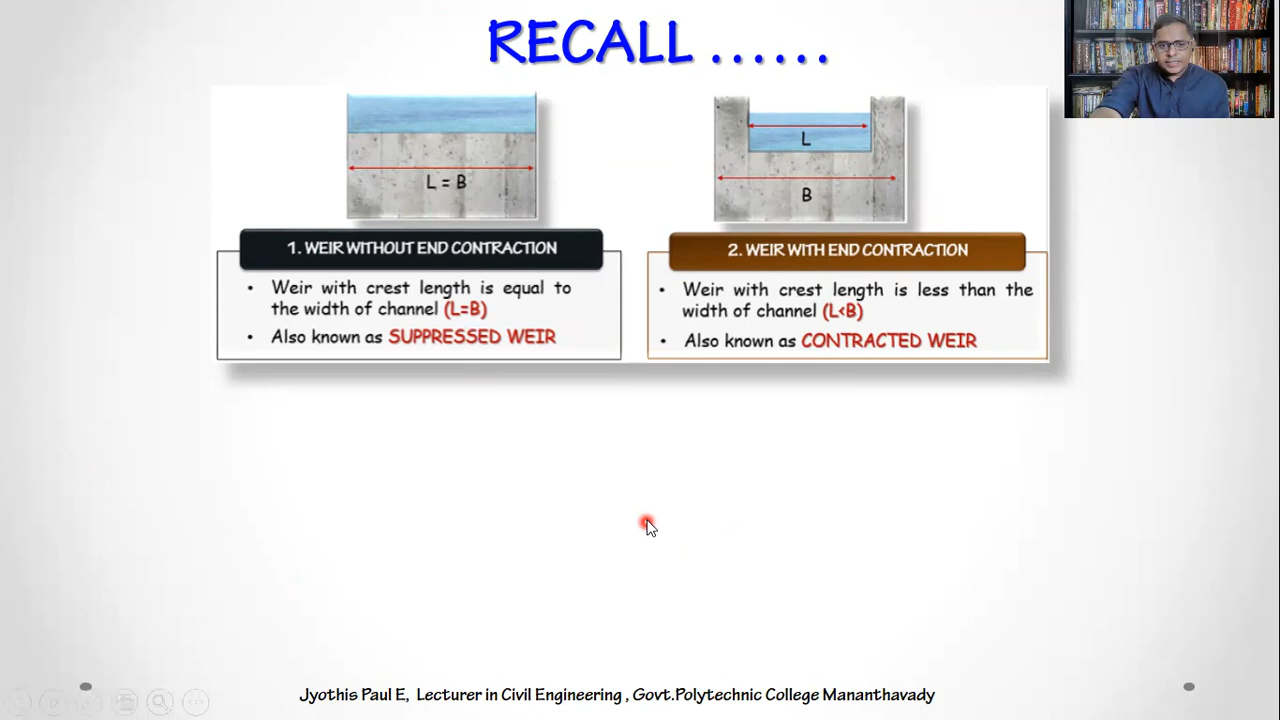 RECALL ......
L = B
L
B
1. WEIR WITHOUT END CONTRACTION
• Weir with crest length is equal to
the width of channel (L=B)
• Also known as SUPPRESSED WEIR
2. WEIR WITH END CONTRACTION
• Weir with crest length is less than the
width of channel (L<B)
• Also known as CONTRACTED WEIR
Jyothis Paul E, Lecturer in Civil Engineering , Govt.Polytechnic College Mananthavady